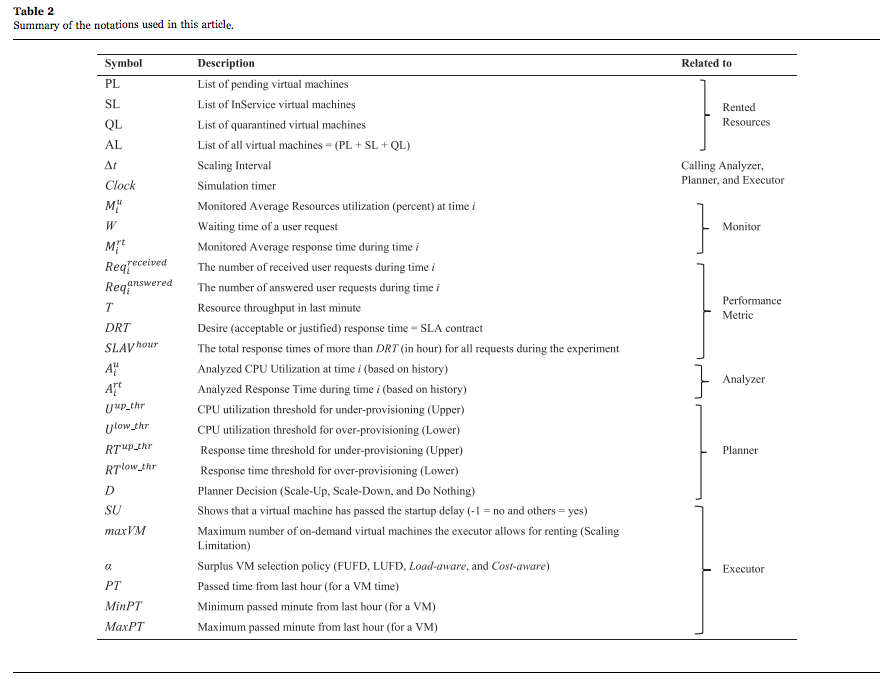 Table 2
Summary of the notations used in this article.
Symbol Description Related to
PL List of pending virtual machines
SL List of InService virtual machines
QL List of quarantined virtual machines
AL List of all virtual machines = (PL + SL + QL)
Rented
Resources
Δt Scaling Interval
Clock Simulation timer
Calling Analyzer,
Planner, and Executor
M_i^u Monitored Average Resources utilization (percent) at time i
W Waiting time of a user request
M_i^rt Monitored Average response time during time i
Monitor
Req_i^received The number of received user requests during time i
Req_i^answered The number of answered user requests during time i
T Resource throughput in last minute
DRT Desire (acceptable or justified) response time = SLA contract
SLAV^hour The total response times of more than DRT (in hour) for all requests during the experiment
Performance
Metric
A_i^u Analyzed CPU Utilization at time i (based on history)
A_i^rt Analyzed Response Time during time i (based on history)
Analyzer
U^up_thr CPU utilization threshold for under-provisioning (Upper)
U^low_thr CPU utilization threshold for over-provisioning (Lower)
RT^up_thr Response time threshold for under-provisioning (Upper)
RT^low_thr Response time threshold for over-provisioning (Lower)
D Planner Decision (Scale-Up, Scale-Down, and Do Nothing)
Planner
SU Shows that a virtual machine has passed the startup delay (-1 = no and others = yes)
maxVM Maximum number of on-demand virtual machines the executor allows for renting (Scaling
Limitation)
α Surplus VM selection policy (FUFD, LUFD, Load-aware, and Cost-aware)
PT Passed time from last hour (for a VM time)
MinPT Minimum passed minute from last hour (for a VM)
MaxPT Maximum passed minute from last hour (for a VM)
Executor